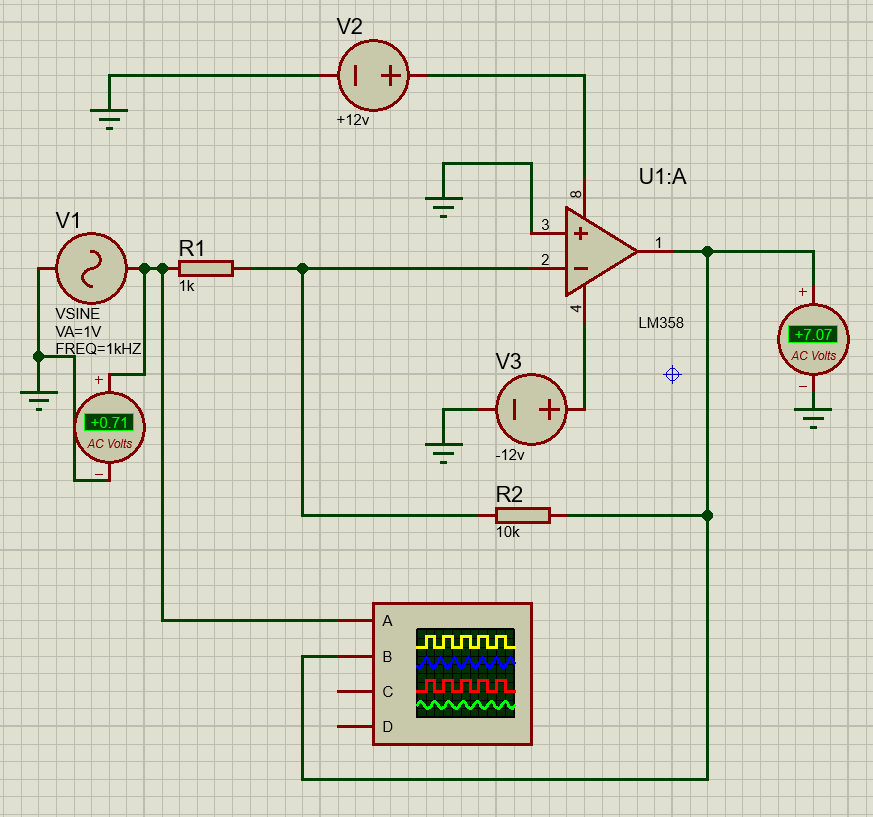 V2
+12v
U1:A
8
3
2
1
4
LM358
V1
VSINE
VA=1V
FREQ=1kHZ
R1
1k
+
+0.71
AC Volts
−
+
+7.07
AC Volts
−
V3
-12v
R2
10k
A
B
C
D